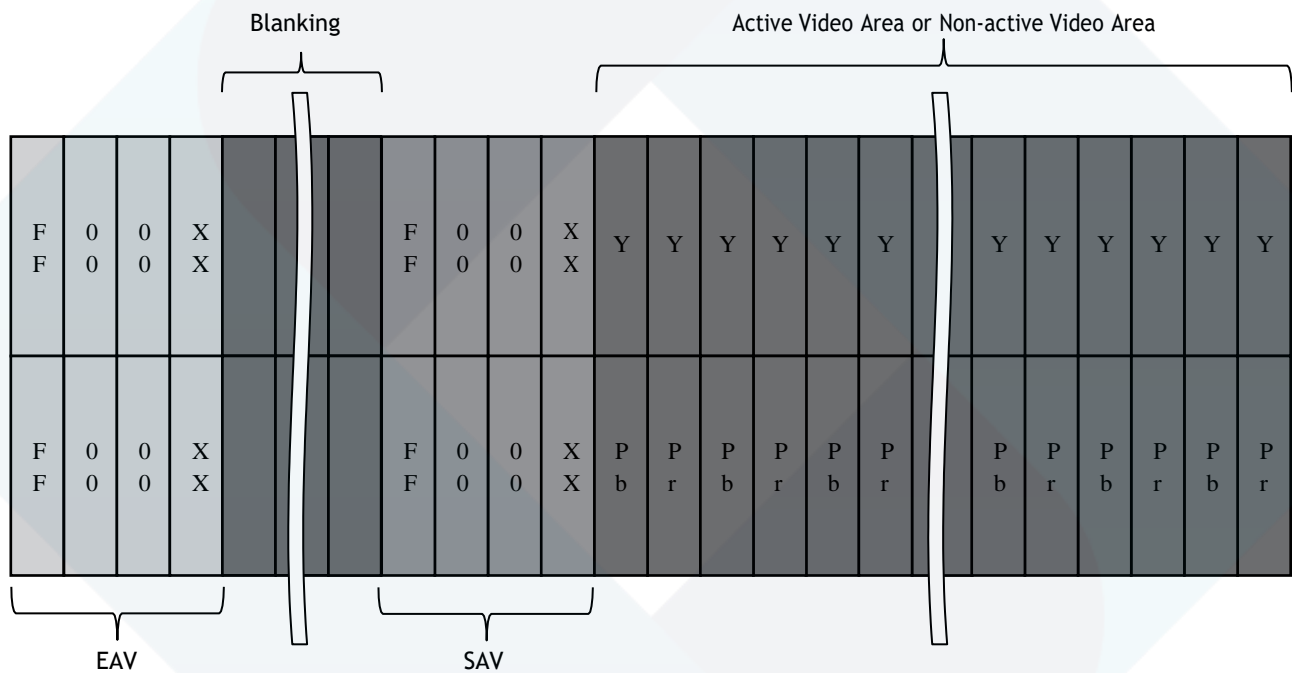 Blanking Active Video Area or Non-active Video Area
F 0 0 X F 0 0 X Y Y Y Y Y Y Y Y Y Y Y Y
F 0 0 X F 0 0 X
F 0 0 X F 0 0 X P P P P P P P P P P P P
F 0 0 X F 0 0 X b r b r b r b r b r b r
EAV SAV